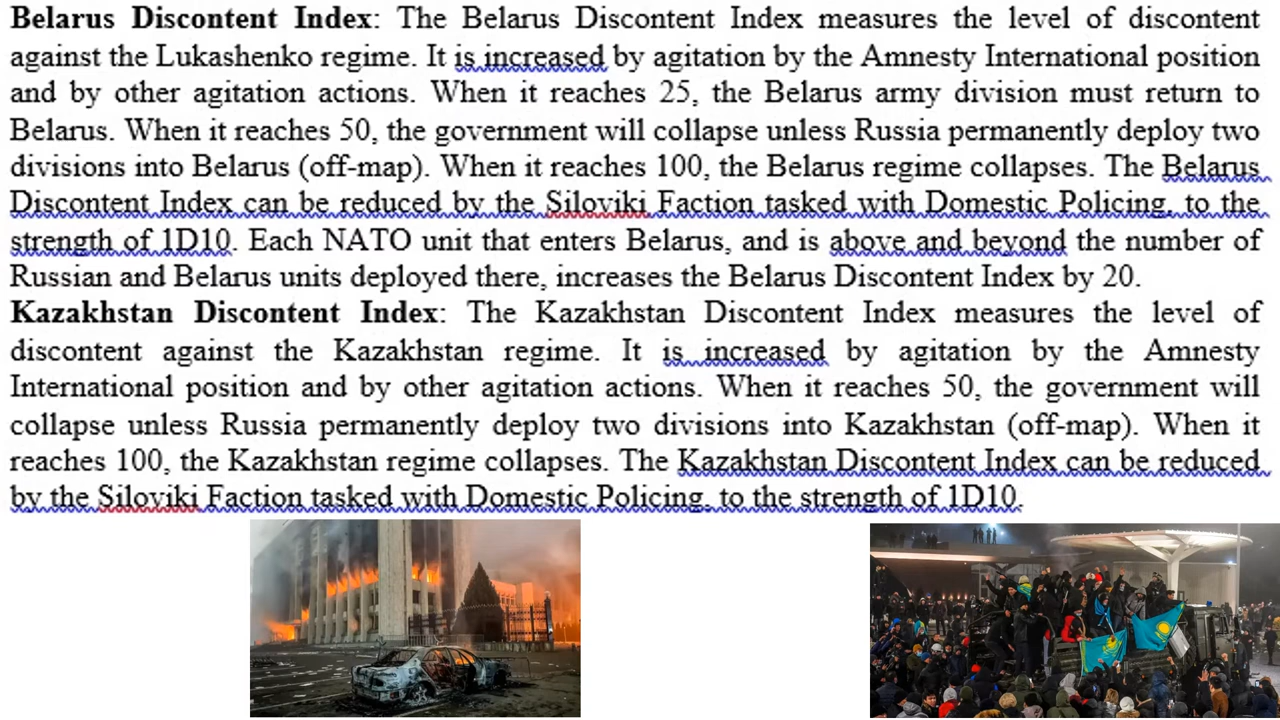 Belarus Discontent Index: The Belarus Discontent Index measures the level of discontent
against the Lukashenko regime. It is increased by agitation by the Amnesty International position
and by other agitation actions. When it reaches 25, the Belarus army division must return to
Belarus. When it reaches 50, the government will collapse unless Russia permanently deploy two
divisions into Belarus (off-map). When it reaches 100, the Belarus regime collapses. The Belarus
Discontent Index can be reduced by the Siloviki Faction tasked with Domestic Policing, to the
strength of 1D10. Each NATO unit that enters Belarus, and is above and beyond the number of
Russian and Belarus units deployed there, increases the Belarus Discontent Index by 20.
Kazakhstan Discontent Index: The Kazakhstan Discontent Index measures the level of
discontent against the Kazakhstan regime. It is increased by agitation by the Amnesty
International position and by other agitation actions. When it reaches 50, the government will
collapse unless Russia permanently deploy two divisions into Kazakhstan (off-map). When it
reaches 100, the Kazakhstan regime collapses. The Kazakhstan Discontent Index can be reduced
by the Siloviki Faction tasked with Domestic Policing, to the strength of 1D10.